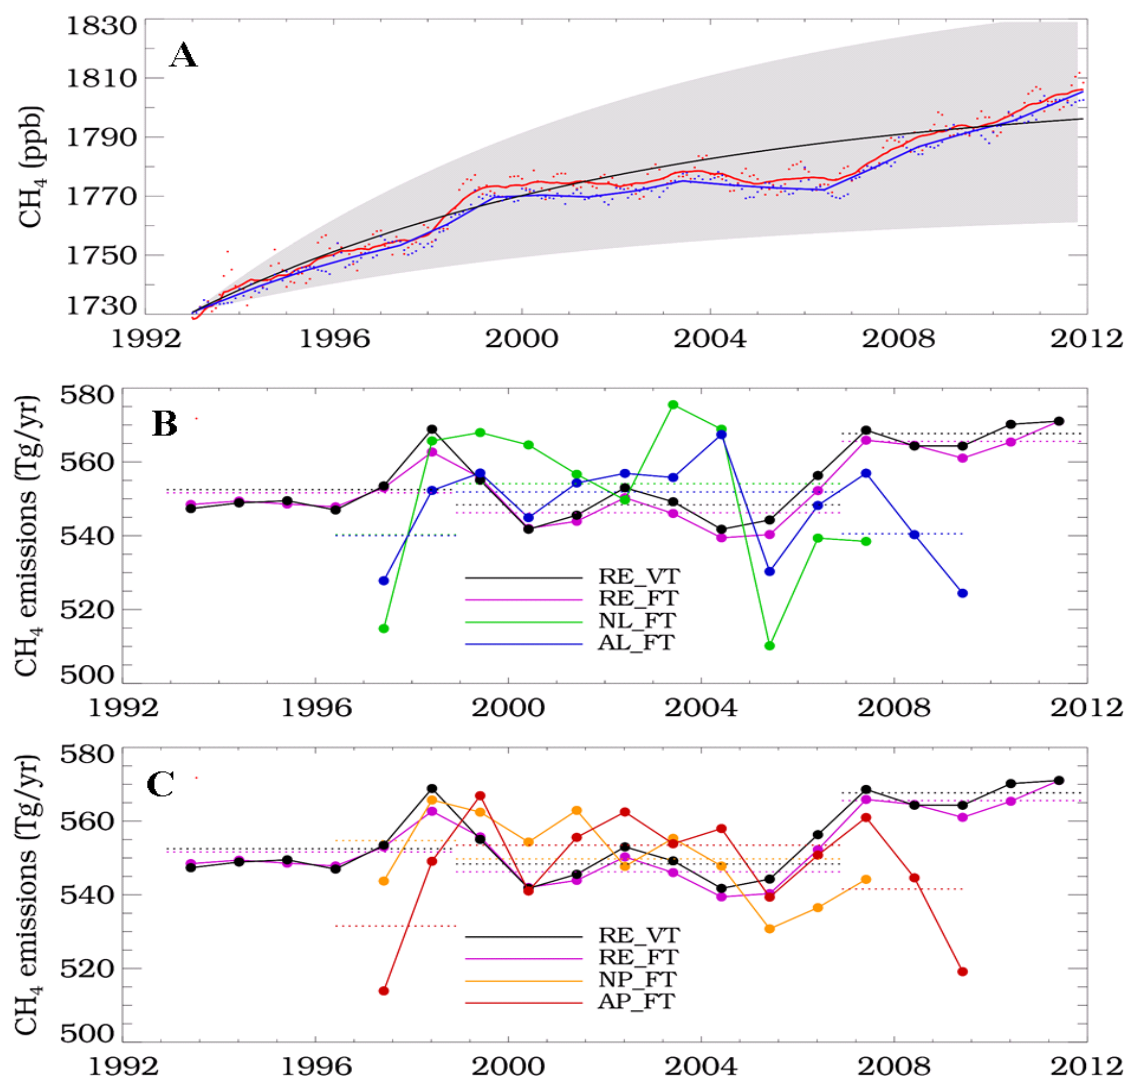 A
CH4 (ppb)
1830
1810
1790
1770
1750
1730
1992 1996 2000 2004 2008 2012
B
CH4 emissions (Tg/yr)
580
560
540
520
500
RE_VT
RE_FT
NL_FT
AL_FT
1992 1996 2000 2004 2008 2012
C
CH4 emissions (Tg/yr)
580
560
540
520
500
RE_VT
RE_FT
NP_FT
AP_FT
1992 1996 2000 2004 2008 2012